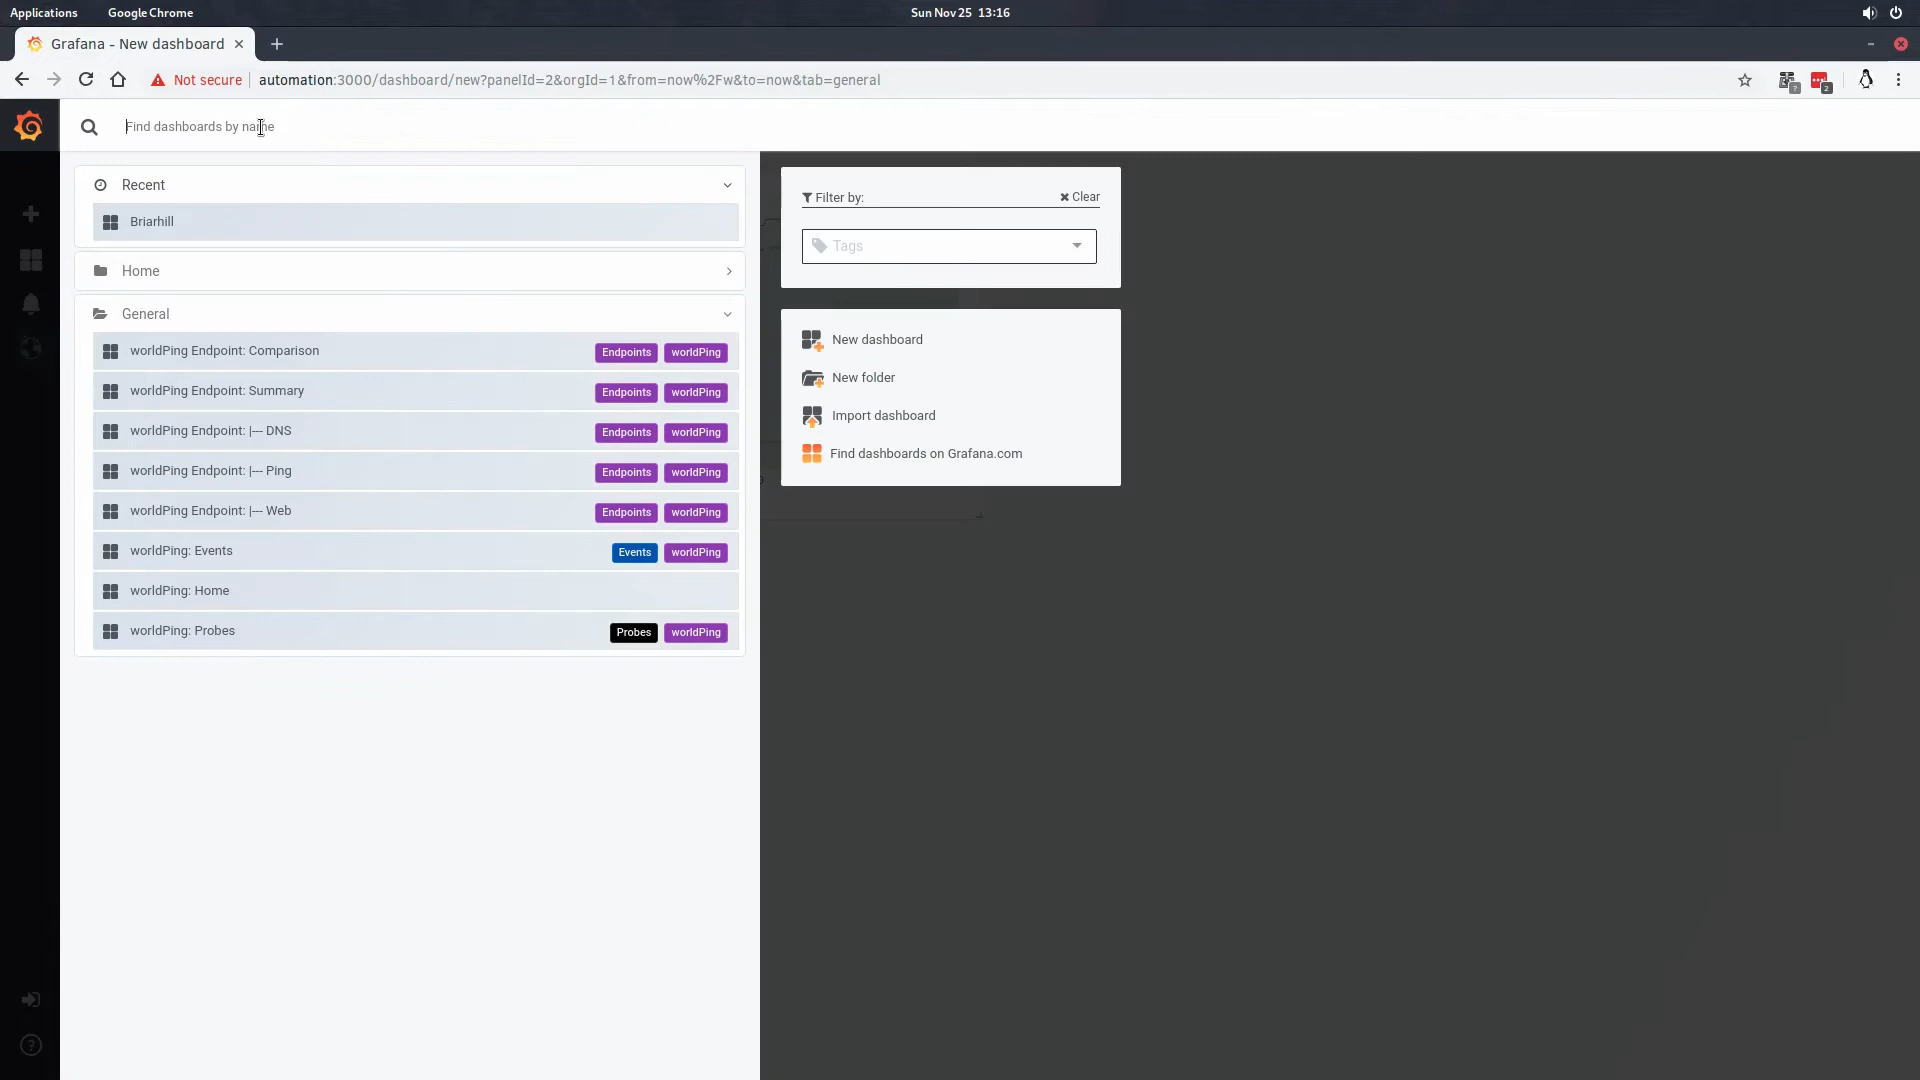 Applications Google Chrome Sun Nov 25 13:16
Grafana - New dashboard
Not secure automation:3000/dashboard/new?panelId=2&orgId=1&from=now%2Fw&to=now&tab=general
Find dashboards by name
Recent
Briarhill
Home
General
worldPing Endpoint: Comparison Endpoints worldPing
worldPing Endpoint: Summary Endpoints worldPing
worldPing Endpoint: |--- DNS Endpoints worldPing
worldPing Endpoint: |--- Ping Endpoints worldPing
worldPing Endpoint: |--- Web Endpoints worldPing
worldPing: Events Events worldPing
worldPing: Home
worldPing: Probes Probes worldPing
Filter by: Clear
Tags
New dashboard
New folder
Import dashboard
Find dashboards on Grafana.com